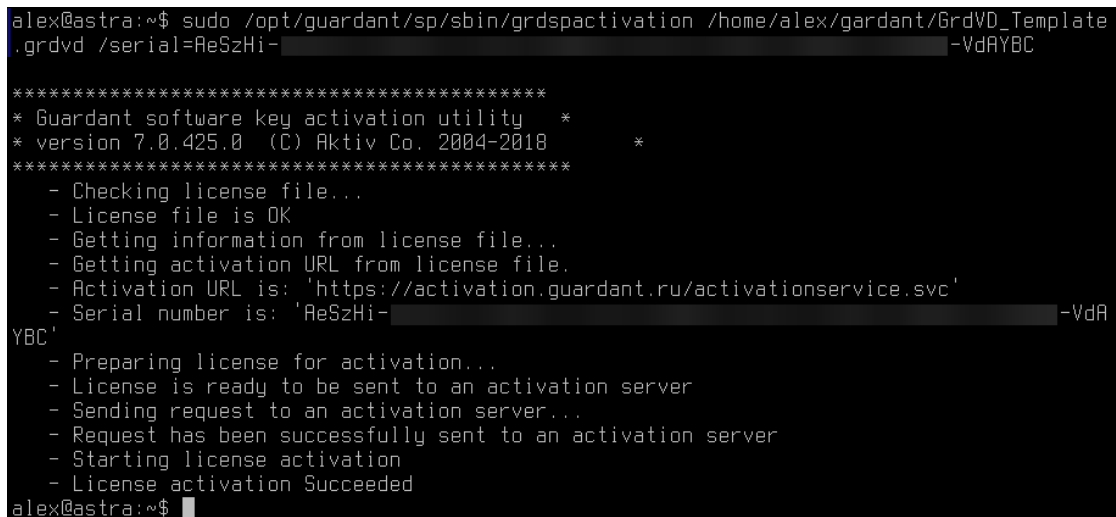 alex@astra:~$ sudo /opt/guardant/sp/sbin/grdspactivation /home/alex/gardant/GrdVD_Template
.grdvd /serial=AeSzHi- -VdAYBC
**********************************************
* Guardant software key activation utility   *
* version 7.0.425.0  (C) Aktiv Co. 2004-2018       *
************************************************
- Checking license file...
- License file is OK
- Getting information from license file...
- Getting activation URL from license file.
- Activation URL is: 'https://activation.guardant.ru/activationservice.svc'
- Serial number is: 'AeSzHi- -VdA
YBC'
- Preparing license for activation...
- License is ready to be sent to an activation server
- Sending request to an activation server...
- Request has been successfully sent to an activation server
- Starting license activation
- License activation Succeeded
alex@astra:~$